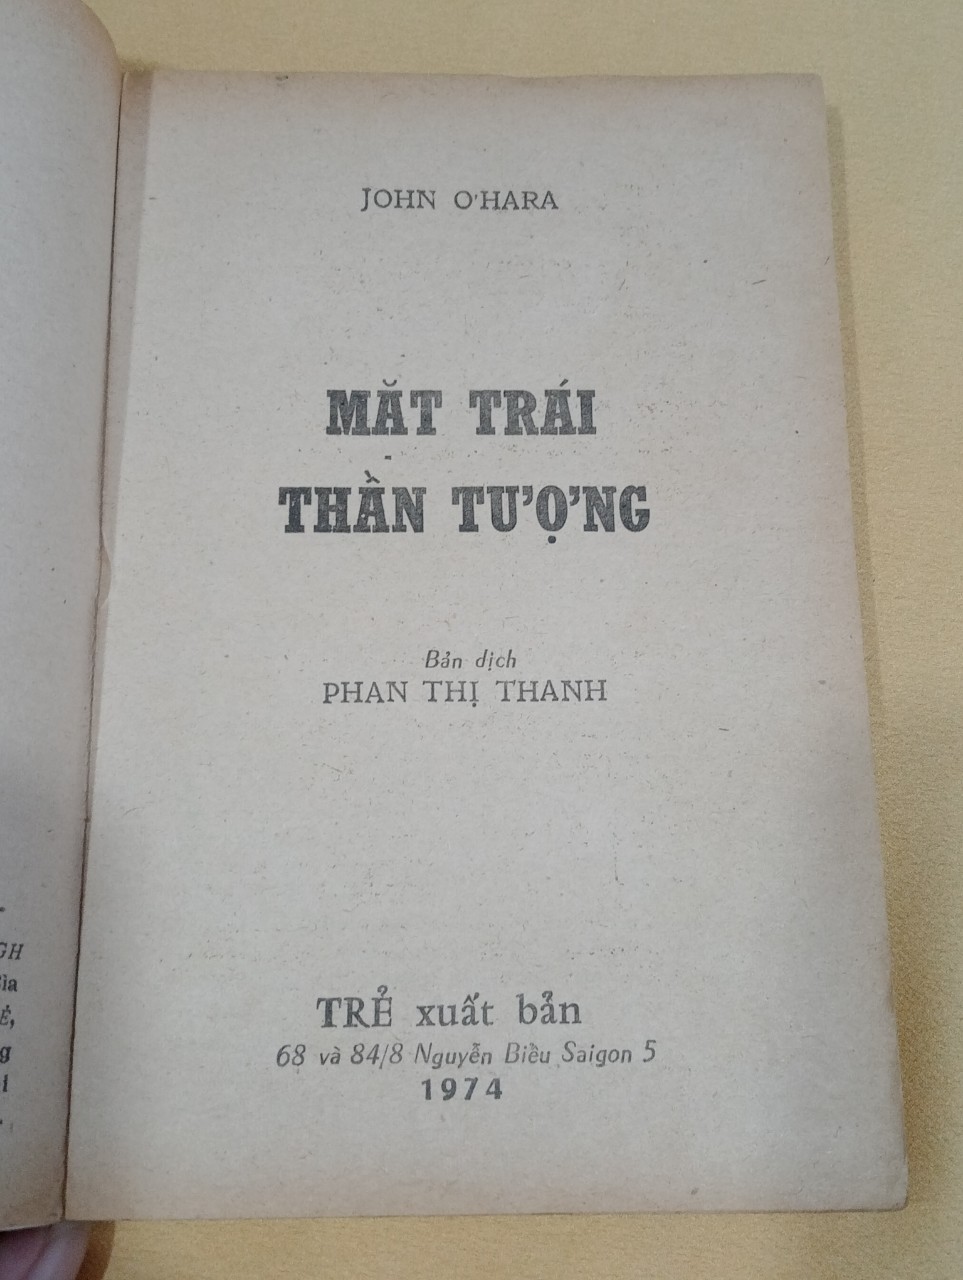 JOHN O'HARA
MẶT TRÁI
THẦN TƯỢNG
Bản dịch
PHAN THỊ THANH
TRẺ xuất bản
68 và 84/8 Nguyễn Biểu Saigon 5
1974